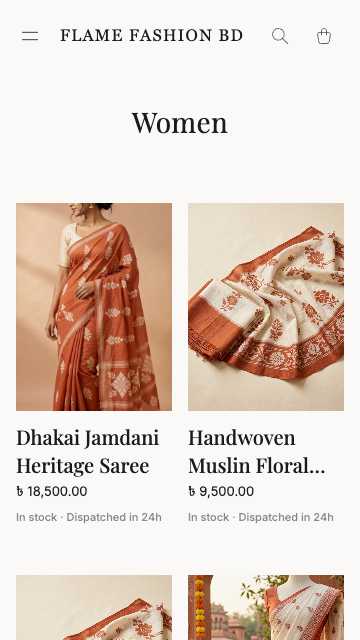 FLAME FASHION BD
Women
Dhakai Jamdani
Heritage Saree
৳ 18,500.00
In stock · Dispatched in 24h
Handwoven
Muslin Floral...
৳ 9,500.00
In stock · Dispatched in 24h